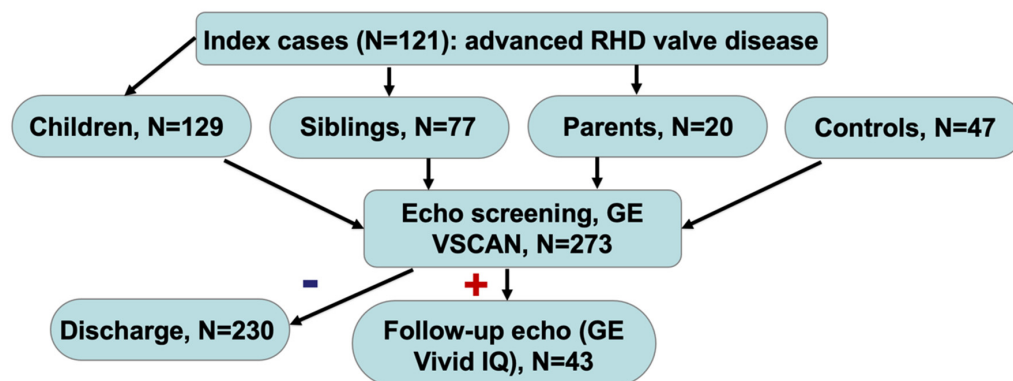 Index cases (N=121): advanced RHD valve disease
Children, N=129
Siblings, N=77
Parents, N=20
Controls, N=47
Echo screening, GE
VSCAN, N=273
-
+
Discharge, N=230
Follow-up echo (GE
Vivid IQ), N=43